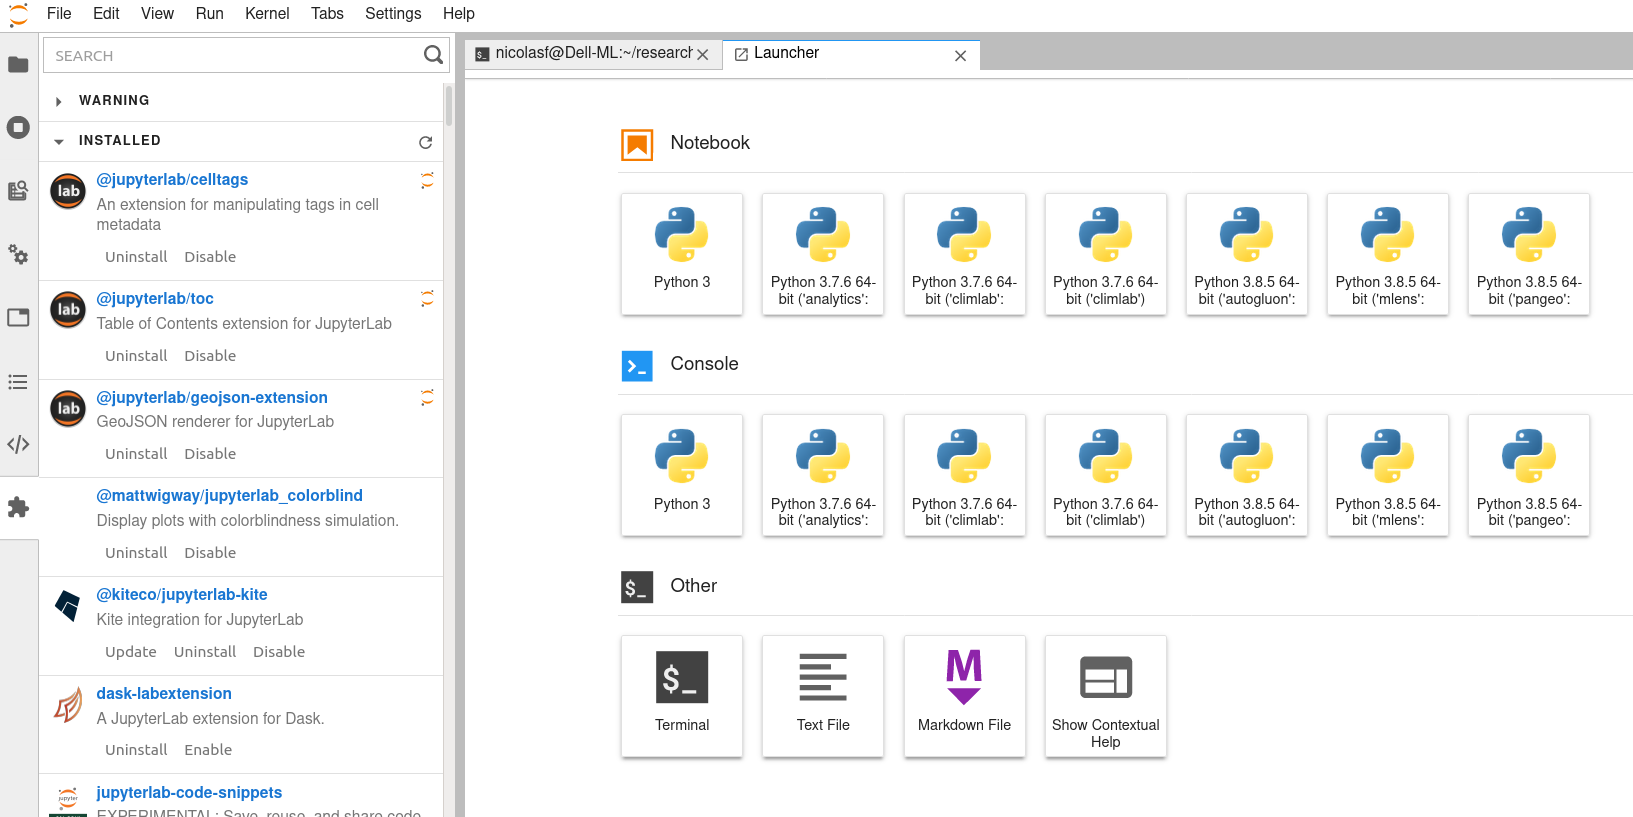 File Edit View Run Kernel Tabs Settings Help
SEARCH
WARNING
INSTALLED
lab
@jupyterlab/celltags
An extension for manipulating tags in cell
metadata
Uninstall Disable
lab
@jupyterlab/toc
Table of Contents extension for JupyterLab
Uninstall Disable
lab
@jupyterlab/geojson-extension
GeoJSON renderer for JupyterLab
Uninstall Disable
@mattwigway/jupyterlab_colorblind
Display plots with colorblindness simulation.
Uninstall Disable
@kiteco/jupyterlab-kite
Kite integration for JupyterLab
Update Uninstall Disable
dask-labextension
A JupyterLab extension for Dask.
Uninstall Enable
jupyter
jupyterlab-code-snippets
EXPERIMENTAL: Save, reuse, and share code
$_ nicolasf@Dell-ML:~/research
Launcher
Notebook
Python 3
Python 3.7.6 64-
bit ('analytics':
Python 3.7.6 64-
bit ('climlab':
Python 3.7.6 64-
bit ('climlab')
Python 3.8.5 64-
bit ('autogluon':
Python 3.8.5 64-
bit ('mlens':
Python 3.8.5 64-
bit ('pangeo':
>_ Console
Python 3
Python 3.7.6 64-
bit ('analytics':
Python 3.7.6 64-
bit ('climlab':
Python 3.7.6 64-
bit ('climlab')
Python 3.8.5 64-
bit ('autogluon':
Python 3.8.5 64-
bit ('mlens':
Python 3.8.5 64-
bit ('pangeo':
$_ Other
$_
Terminal
Text File
M
Markdown File
Show Contextual
Help